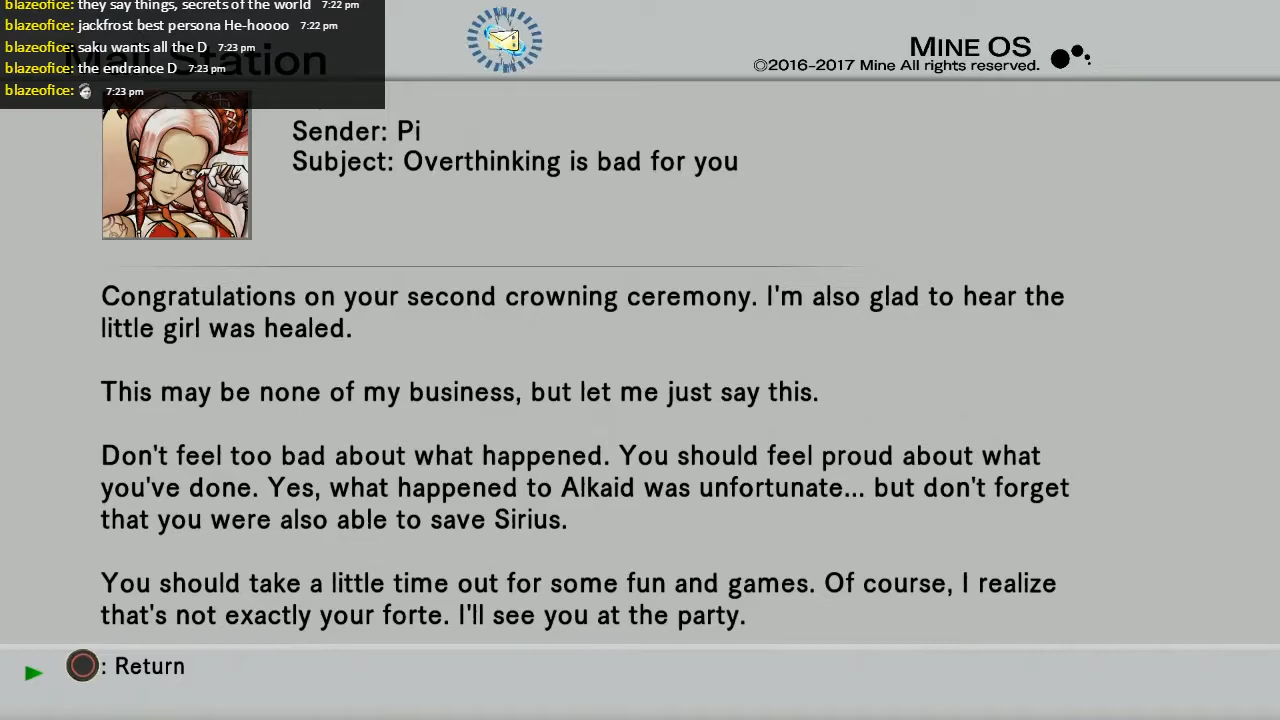 blazeofice: they say things, secrets of the world 7:22 pm
blazeofice: jackfrost best persona He-hoooo 7:22 pm
blazeofice: saku wants all the D 7:23 pm
blazeofice: the endrance D 7:23 pm
blazeofice: 7:23 pm
Mail Station
MINE OS
©2016-2017 Mine All rights reserved.
Sender: Pi
Subject: Overthinking is bad for you
Congratulations on your second crowning ceremony. I'm also glad to hear the
little girl was healed.
This may be none of my business, but let me just say this.
Don't feel too bad about what happened. You should feel proud about what
you've done. Yes, what happened to Alkaid was unfortunate... but don't forget
that you were also able to save Sirius.
You should take a little time out for some fun and games. Of course, I realize
that's not exactly your forte. I'll see you at the party.
: Return